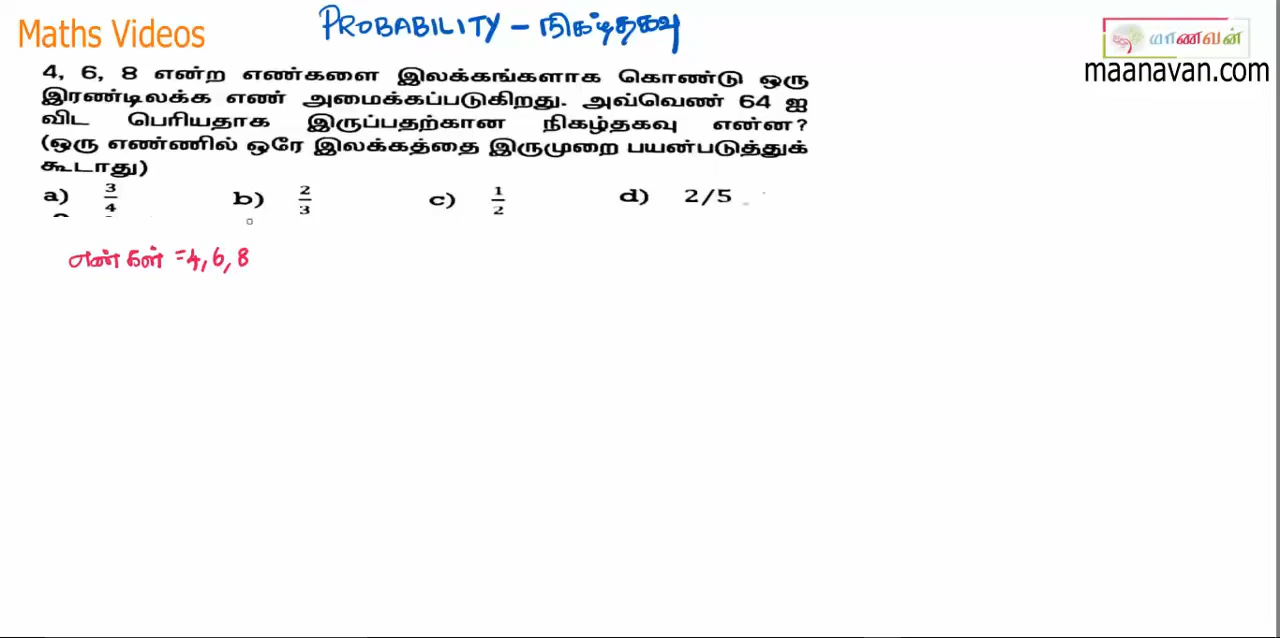 Maths Videos
PROBABILITY – நிகழ்தகவு
மாணவன்
maanavan.com
4, 6, 8 என்ற எண்களை இலக்கங்களாக கொண்டு ஒரு
இரண்டிலக்க எண் அமைக்கப்படுகிறது. அவ்வெண் 64 ஐ
விட பெரியதாக இருப்பதற்கான நிகழ்தகவு என்ன?
(ஒரு எண்ணில் ஒரே இலக்கத்தை இருமுறை பயன்படுத்துக்
கூடாது)
a) 3/4 b) 2/3 c) 1/2 d) 2/5
எண்கள் = 4, 6, 8